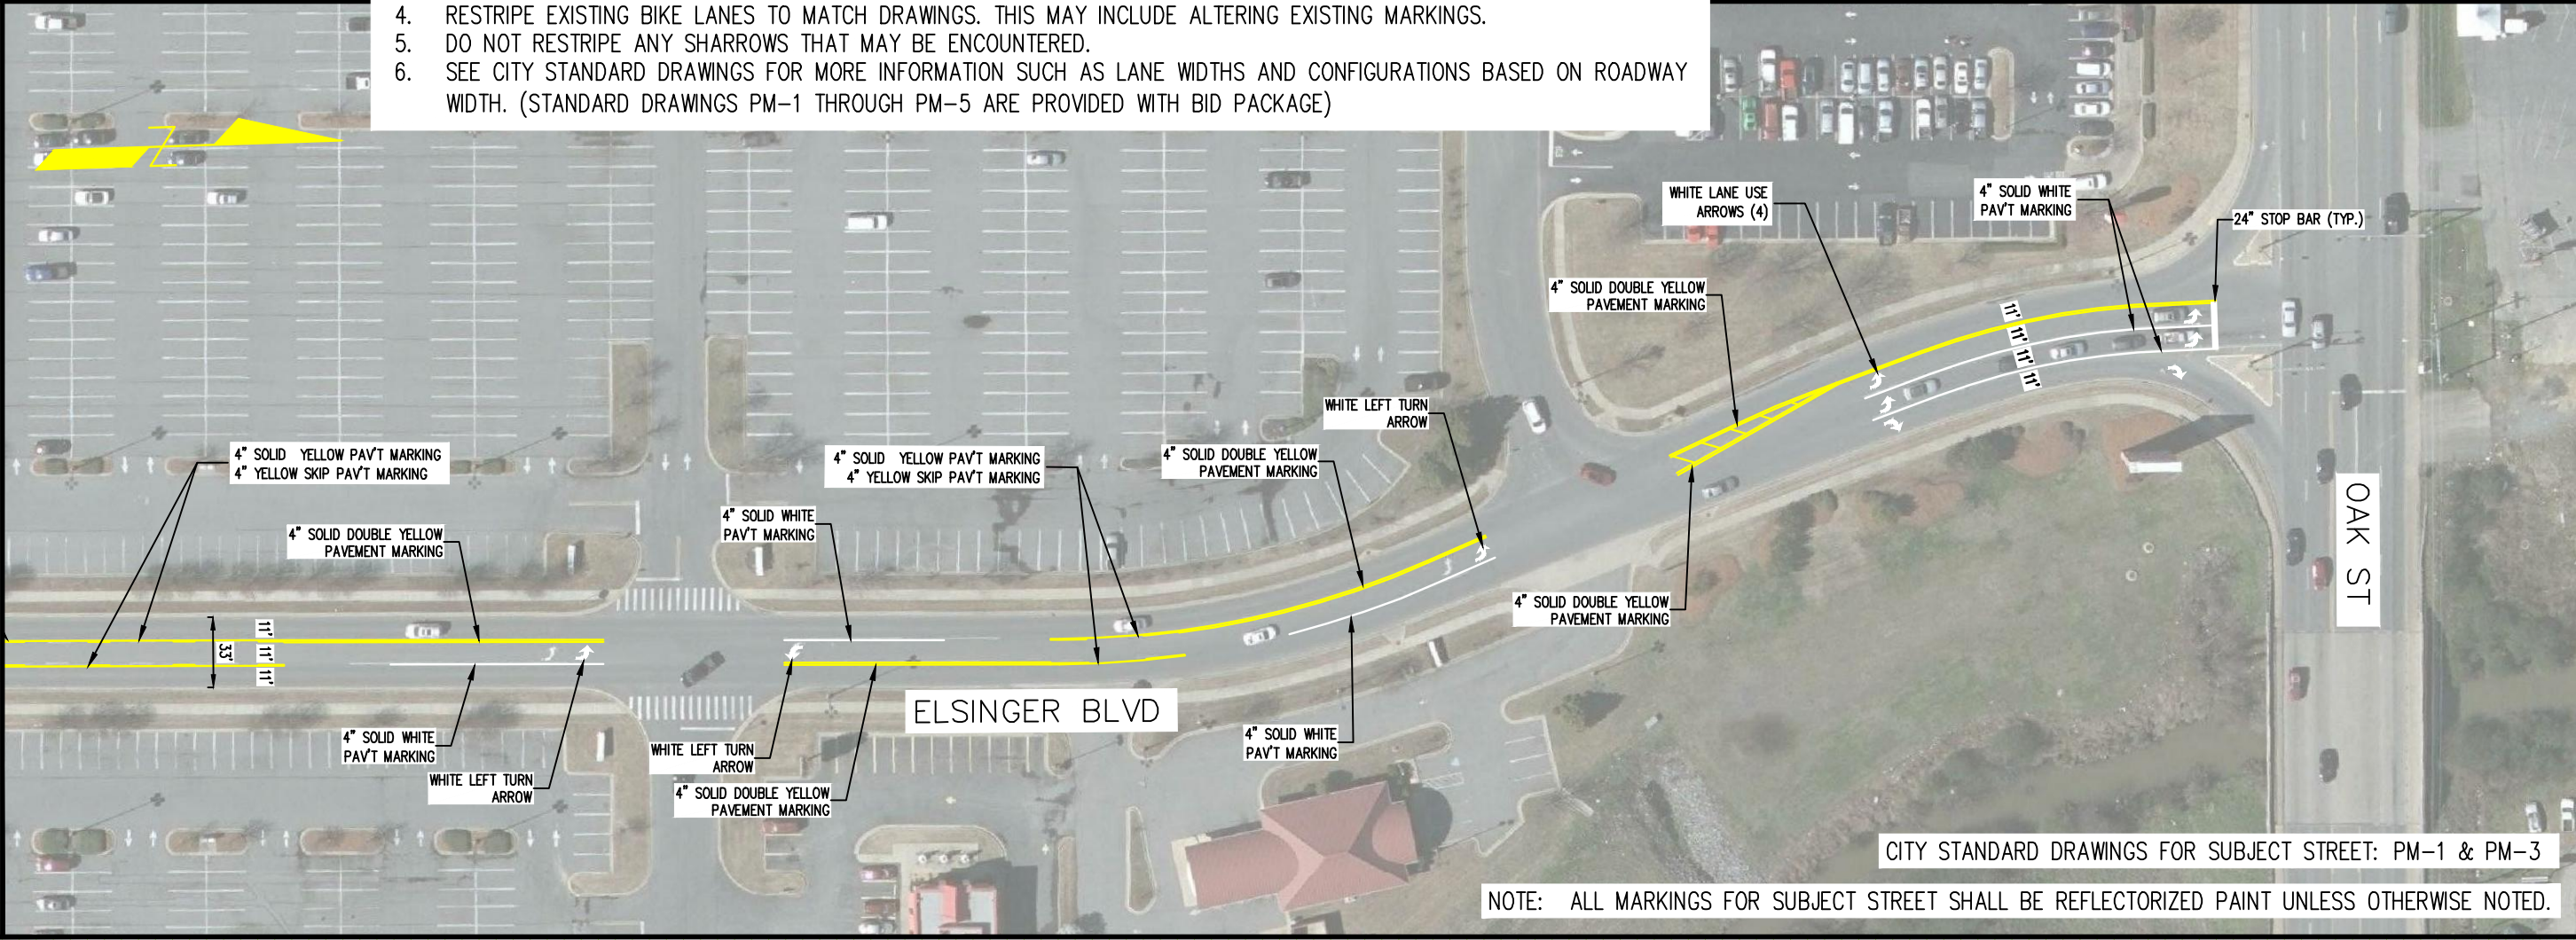 4. RESTRIPE EXISTING BIKE LANES TO MATCH DRAWINGS. THIS MAY INCLUDE ALTERING EXISTING MARKINGS.
5. DO NOT RESTRIPE ANY SHARROWS THAT MAY BE ENCOUNTERED.
6. SEE CITY STANDARD DRAWINGS FOR MORE INFORMATION SUCH AS LANE WIDTHS AND CONFIGURATIONS BASED ON ROADWAY
WIDTH. (STANDARD DRAWINGS PM-1 THROUGH PM-5 ARE PROVIDED WITH BID PACKAGE)
Z
WHITE LANE USE
ARROWS (4)
4" SOLID WHITE
PAV'T MARKING
24" STOP BAR (TYP.)
4" SOLID DOUBLE YELLOW
PAVEMENT MARKING
11'
11'
11'
11'
WHITE LEFT TURN
ARROW
4" SOLID YELLOW PAV'T MARKING
4" YELLOW SKIP PAV'T MARKING
4" SOLID YELLOW PAV'T MARKING
4" YELLOW SKIP PAV'T MARKING
4" SOLID DOUBLE YELLOW
PAVEMENT MARKING
4" SOLID WHITE
PAV'T MARKING
4" SOLID DOUBLE YELLOW
PAVEMENT MARKING
OAK ST
4" SOLID DOUBLE YELLOW
PAVEMENT MARKING
33'
11'
11'
11'
ELSINGER BLVD
4" SOLID WHITE
PAV'T MARKING
WHITE LEFT TURN
ARROW
WHITE LEFT TURN
ARROW
4" SOLID DOUBLE YELLOW
PAVEMENT MARKING
4" SOLID WHITE
PAV'T MARKING
CITY STANDARD DRAWINGS FOR SUBJECT STREET: PM-1 & PM-3
NOTE: ALL MARKINGS FOR SUBJECT STREET SHALL BE REFLECTORIZED PAINT UNLESS OTHERWISE NOTED.